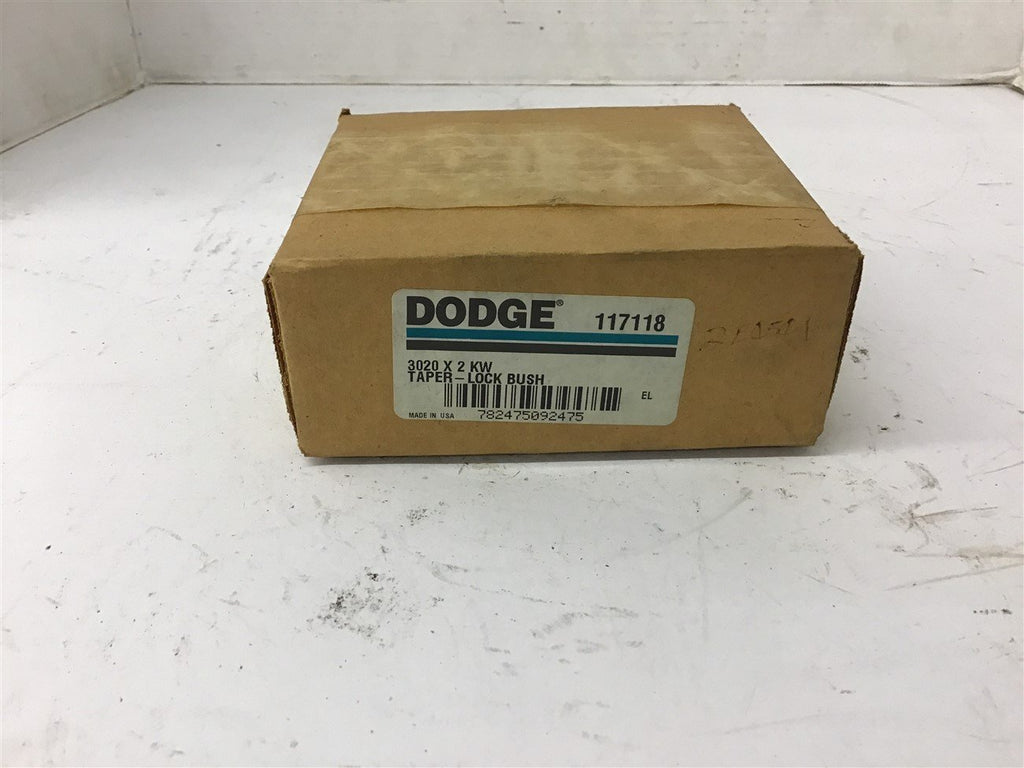 DODGE® 117118
3020 X 2 KW
TAPER-LOCK BUSH
EL
MADE IN USA 782475092475